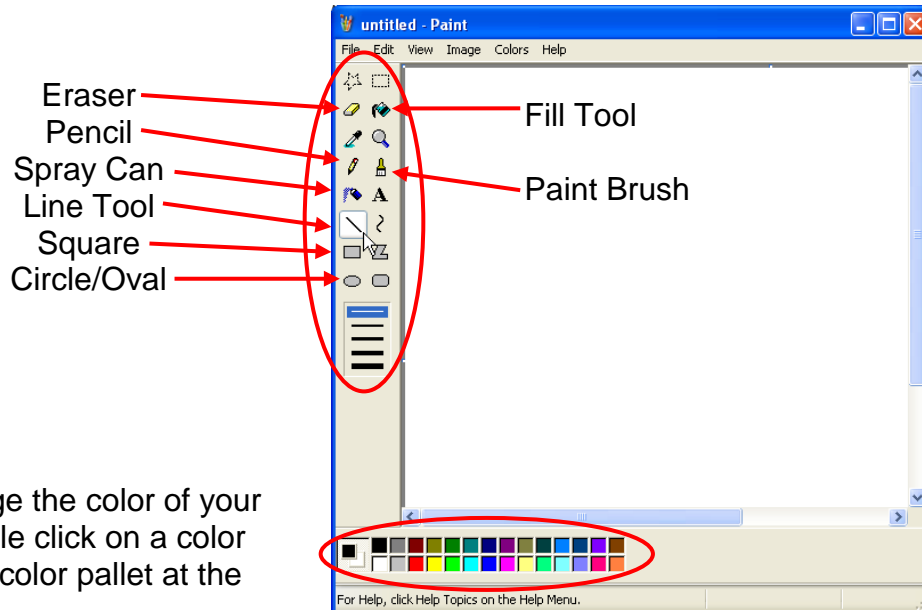 untitled - Paint
File Edit View Image Colors Help
Eraser
Pencil
Spray Can
Line Tool
Square
Circle/Oval
Fill Tool
Paint Brush
A
ge the color of your
le click on a color
color pallet at the
For Help, click Help Topics on the Help Menu.